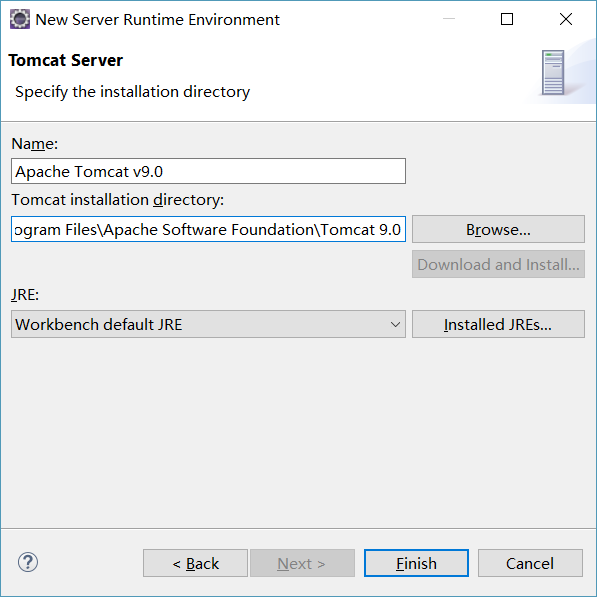 New Server Runtime Environment
Tomcat Server
Specify the installation directory
Name:
Apache Tomcat v9.0
Tomcat installation directory:
ogram Files\Apache Software Foundation\Tomcat 9.0
Browse...
Download and Install...
JRE:
Workbench default JRE
Installed JREs...
?
< Back
Next >
Finish
Cancel